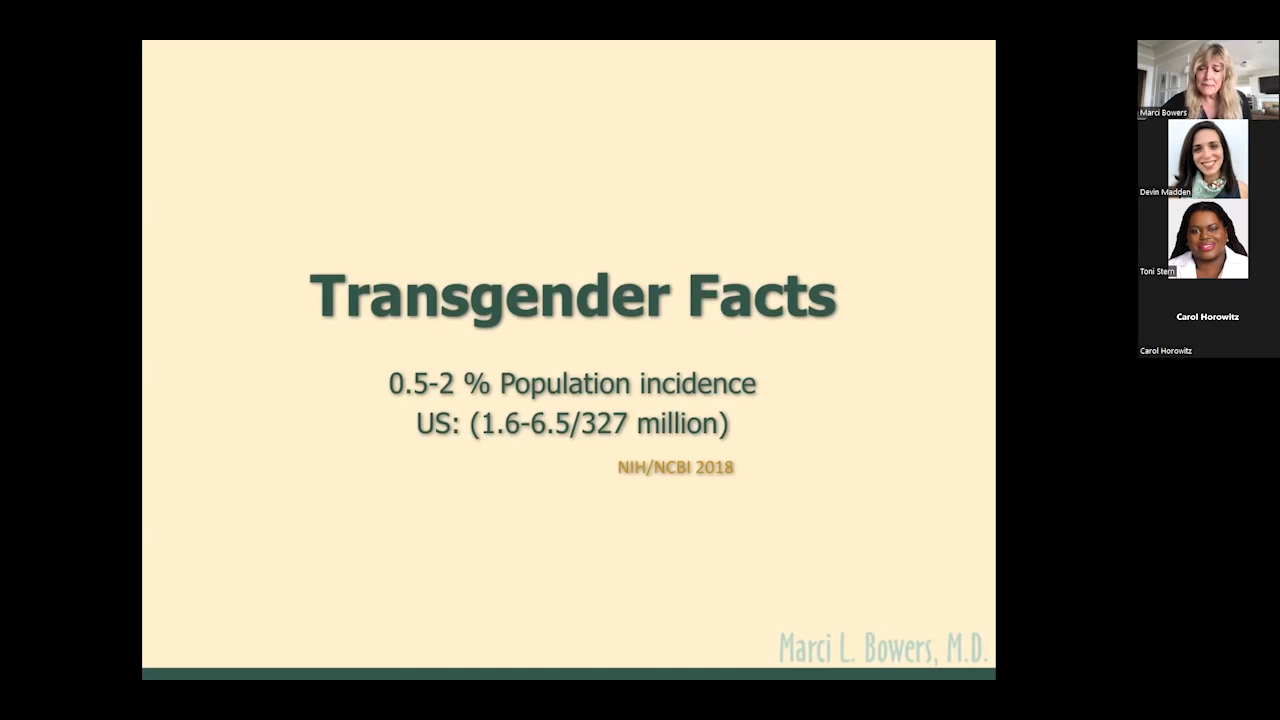 Transgender Facts
0.5-2 % Population incidence
US: (1.6-6.5/327 million)
NIH/NCBI 2018
Marci L. Bowers, M.D.
Marci Bowers
Devin Madden
Toni Stern
Carol Horowitz
Carol Horowitz